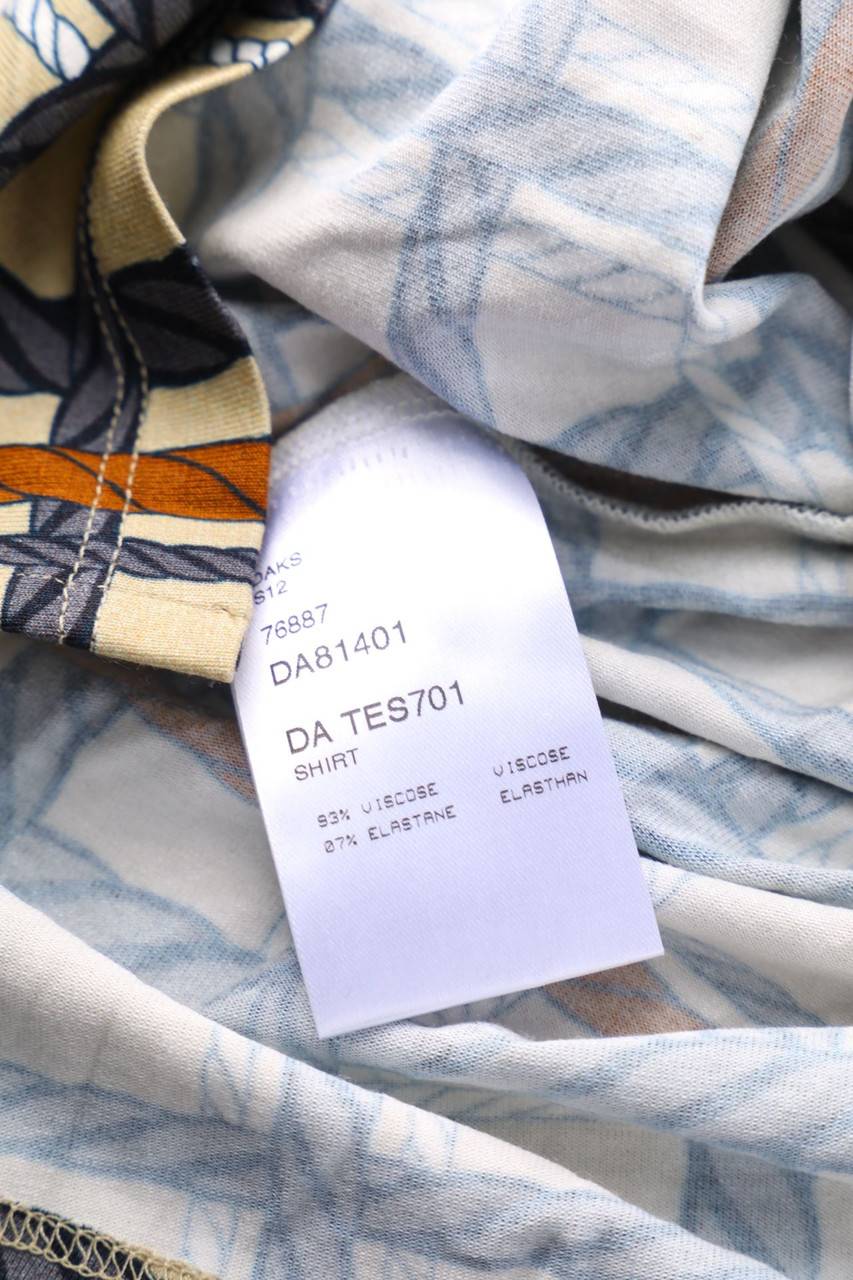 DAKS
S12
76887
DA81401
DA TES701
SHIRT
93% VISCOSE VISCOSE
07% ELASTANE ELASTHAN